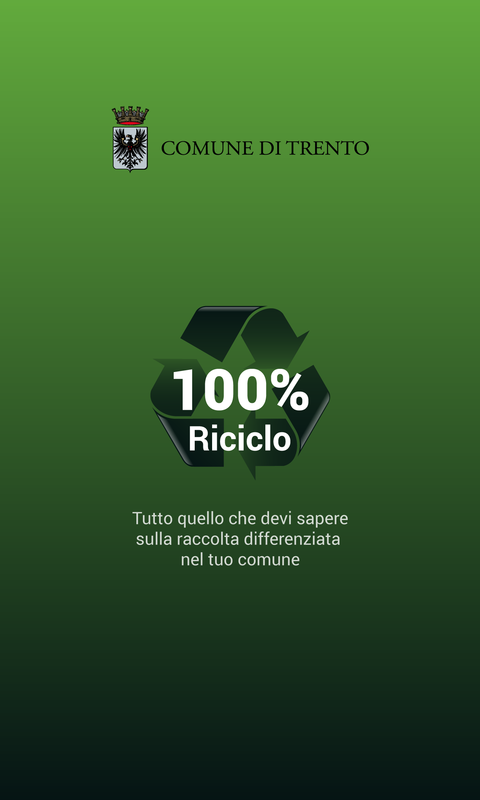 COMUNE DI TRENTO
100%
Riciclo
Tutto quello che devi sapere
sulla raccolta differenziata
nel tuo comune